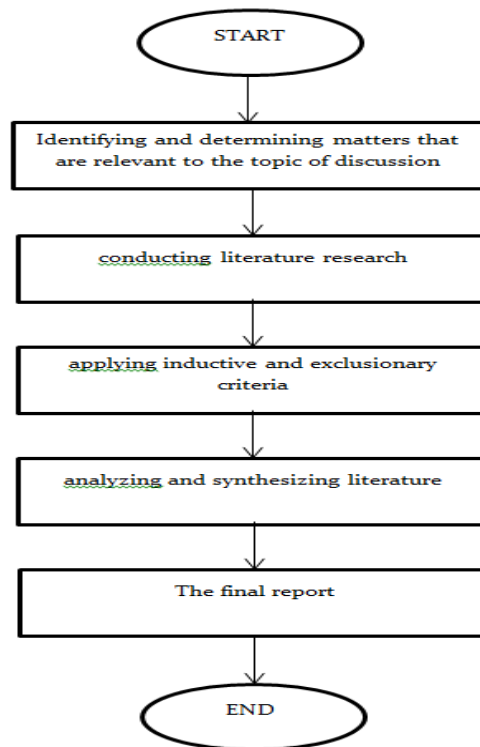 START
Identifying and determining matters that
are relevant to the topic of discussion
conducting literature research
applying inductive and exclusionary
criteria
analyzing and synthesizing literature
The final report
END